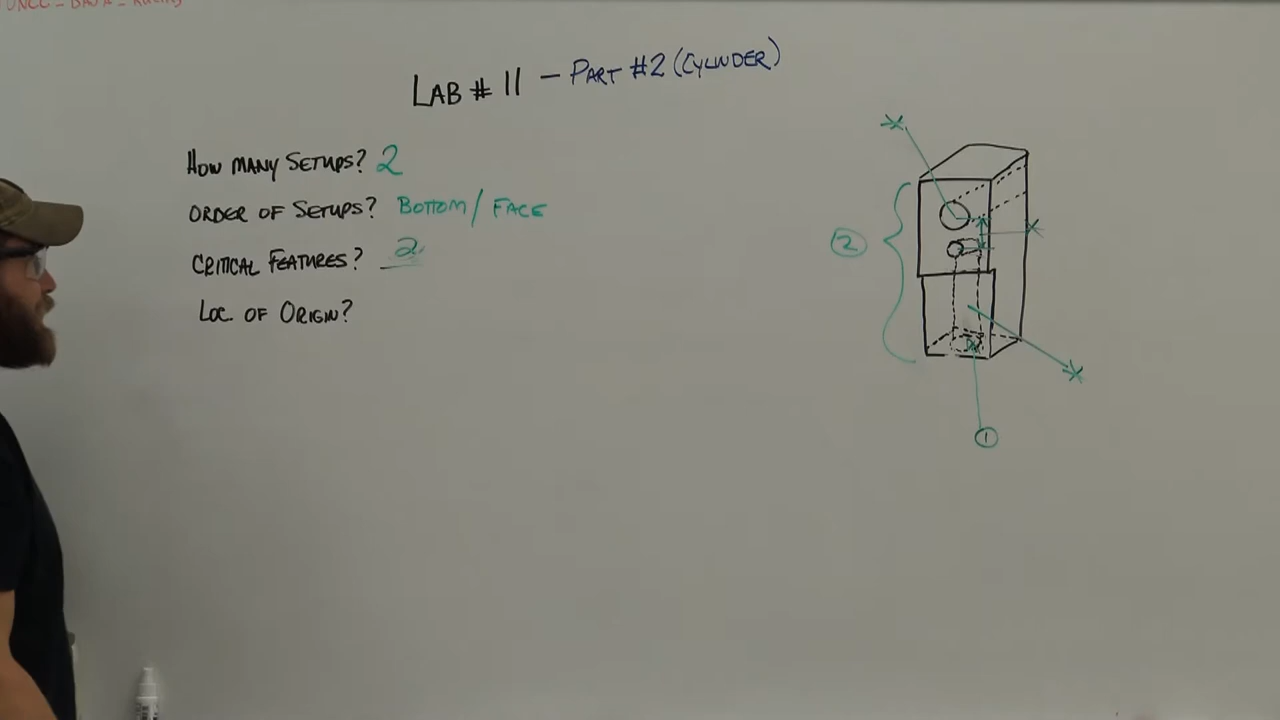 LAB # 11 — PART #2 (CYLINDER)
HOW MANY SETUPS? 2
ORDER OF SETUPS? BOTTOM / FACE
CRITICAL FEATURES? 2
LOC. OF ORIGIN?
2
1